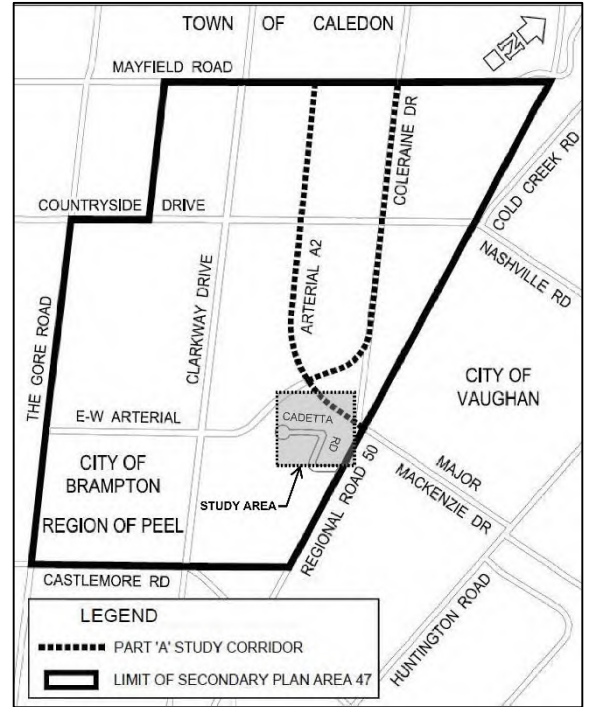 TOWN OF CALEDON
N
MAYFIELD ROAD
COLERAINE DR
COLD CREEK RD
COUNTRYSIDE DRIVE
NASHVILLE RD
ARTERIAL A2
CLARKWAY DRIVE
THE GORE ROAD
CITY OF
VAUGHAN
CADETTA
RD
E-W ARTERIAL
CITY OF
BRAMPTON
STUDY AREA
REGION OF PEEL
REGIONAL ROAD 50
MAJOR
MACKENZIE DR
CASTLEMORE RD
HUNTINGTON ROAD
LEGEND
PART 'A' STUDY CORRIDOR
LIMIT OF SECONDARY PLAN AREA 47